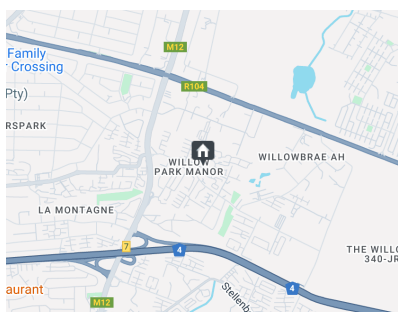 M12
Family
r Crossing
R104
Pty)
RSPARK
WILLOW
PARK MANOR
WILLOWBRAE AH
LA MONTAGNE
7
4
THE WILLO
340-JR
4
aurant
M12
Stellenb